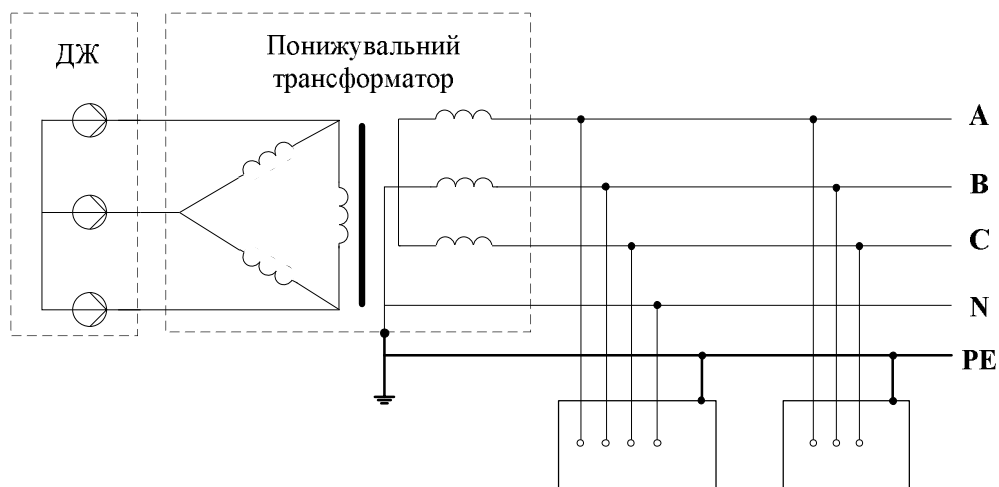 ДЖ
Понижувальний
трансформатор
A
B
C
N
PE